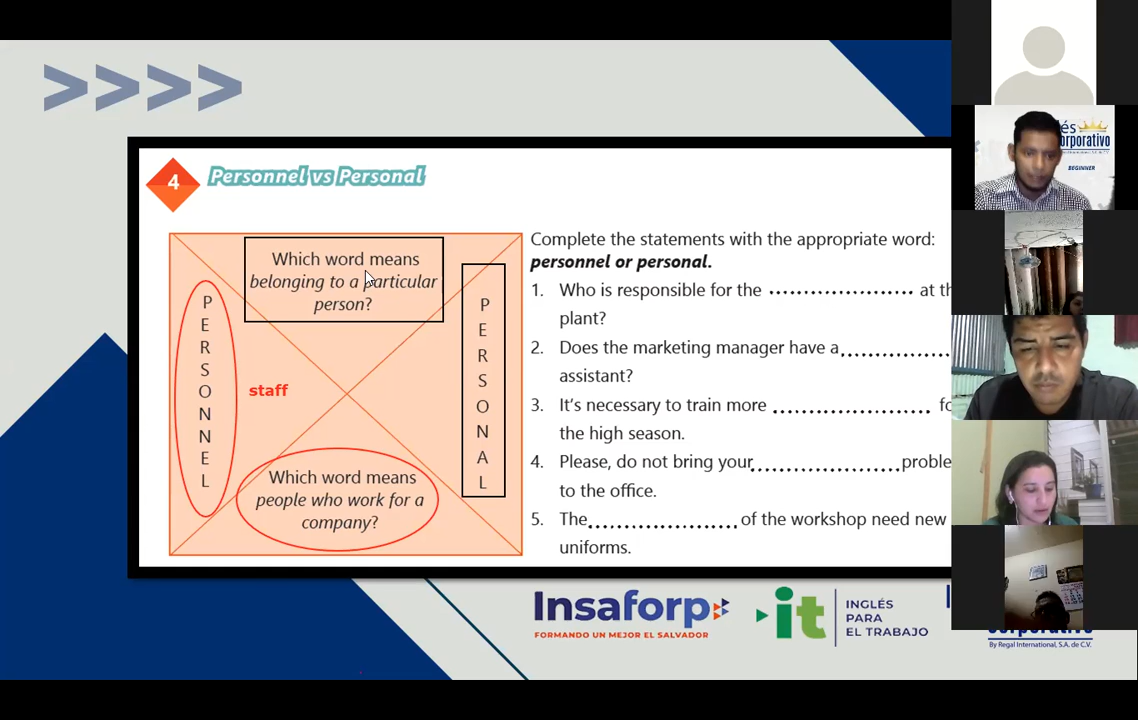 >>>>
4
Personnel vs Personal
Which word means
belonging to a particular
person?
PERSONNEL
staff
PERSONAL
Which word means
people who work for a
company?
Complete the statements with the appropriate word:
personnel or personal.
1. Who is responsible for the ...................... at th
plant?
2. Does the marketing manager have a......................
assistant?
3. It's necessary to train more ........................ fo
the high season.
4. Please, do not bring your.......................proble
to the office.
5. The......................of the workshop need new
uniforms.
Insaforp
FORMANDO UN MEJOR EL SALVADOR
it
INGLÉS
PARA
EL TRABAJO
By Regal International, S.A. de C.V.
és
orporativo
BEGINNER